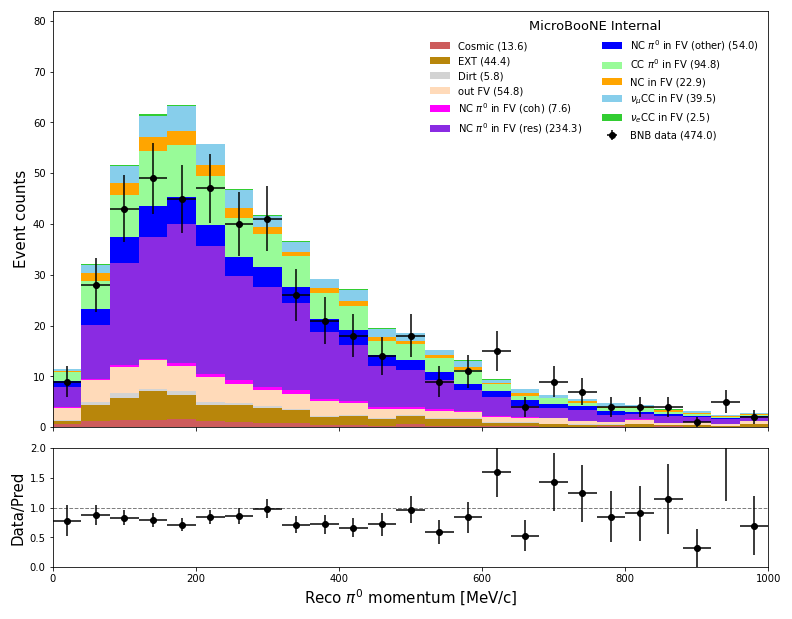 MicroBooNE Internal
Cosmic (13.6)
EXT (44.4)
Dirt (5.8)
out FV (54.8)
NC π⁰ in FV (coh) (7.6)
NC π⁰ in FV (res) (234.3)
NC π⁰ in FV (other) (54.0)
CC π⁰ in FV (94.8)
NC in FV (22.9)
νμCC in FV (39.5)
νeCC in FV (2.5)
BNB data (474.0)
Event counts
80
70
60
50
40
30
20
10
0
Data/Pred
2.0
1.5
1.0
0.5
0.0
0 200 400 600 800 1000
Reco π⁰ momentum [MeV/c]